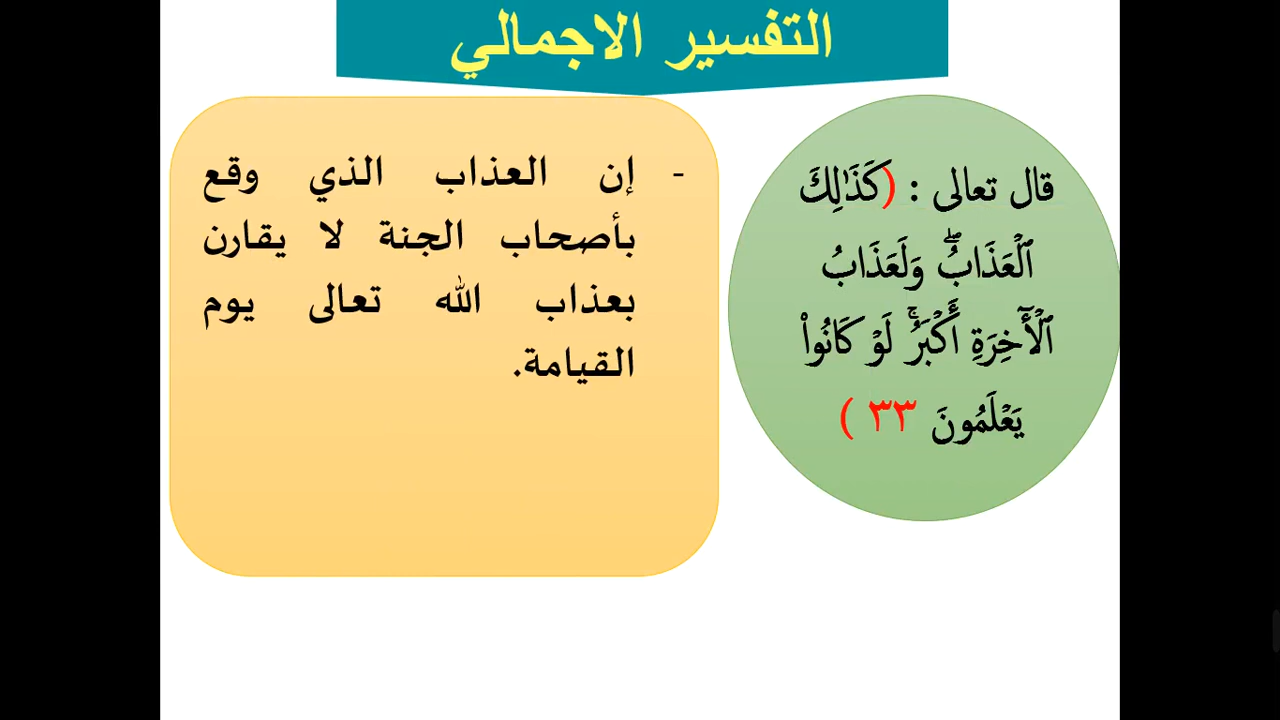 التفسير الاجمالي
قال تعالى : (كَذَٰلِكَ
ٱلْعَذَابُۖ وَلَعَذَابُ
ٱلْأٓخِرَةِ أَكْبَرُۚ لَوْ كَانُوا۟
يَعْلَمُونَ ٣٣ )
- إن العذاب الذي وقع
بأصحاب الجنة لا يقارن
بعذاب الله تعالى يوم
القيامة.